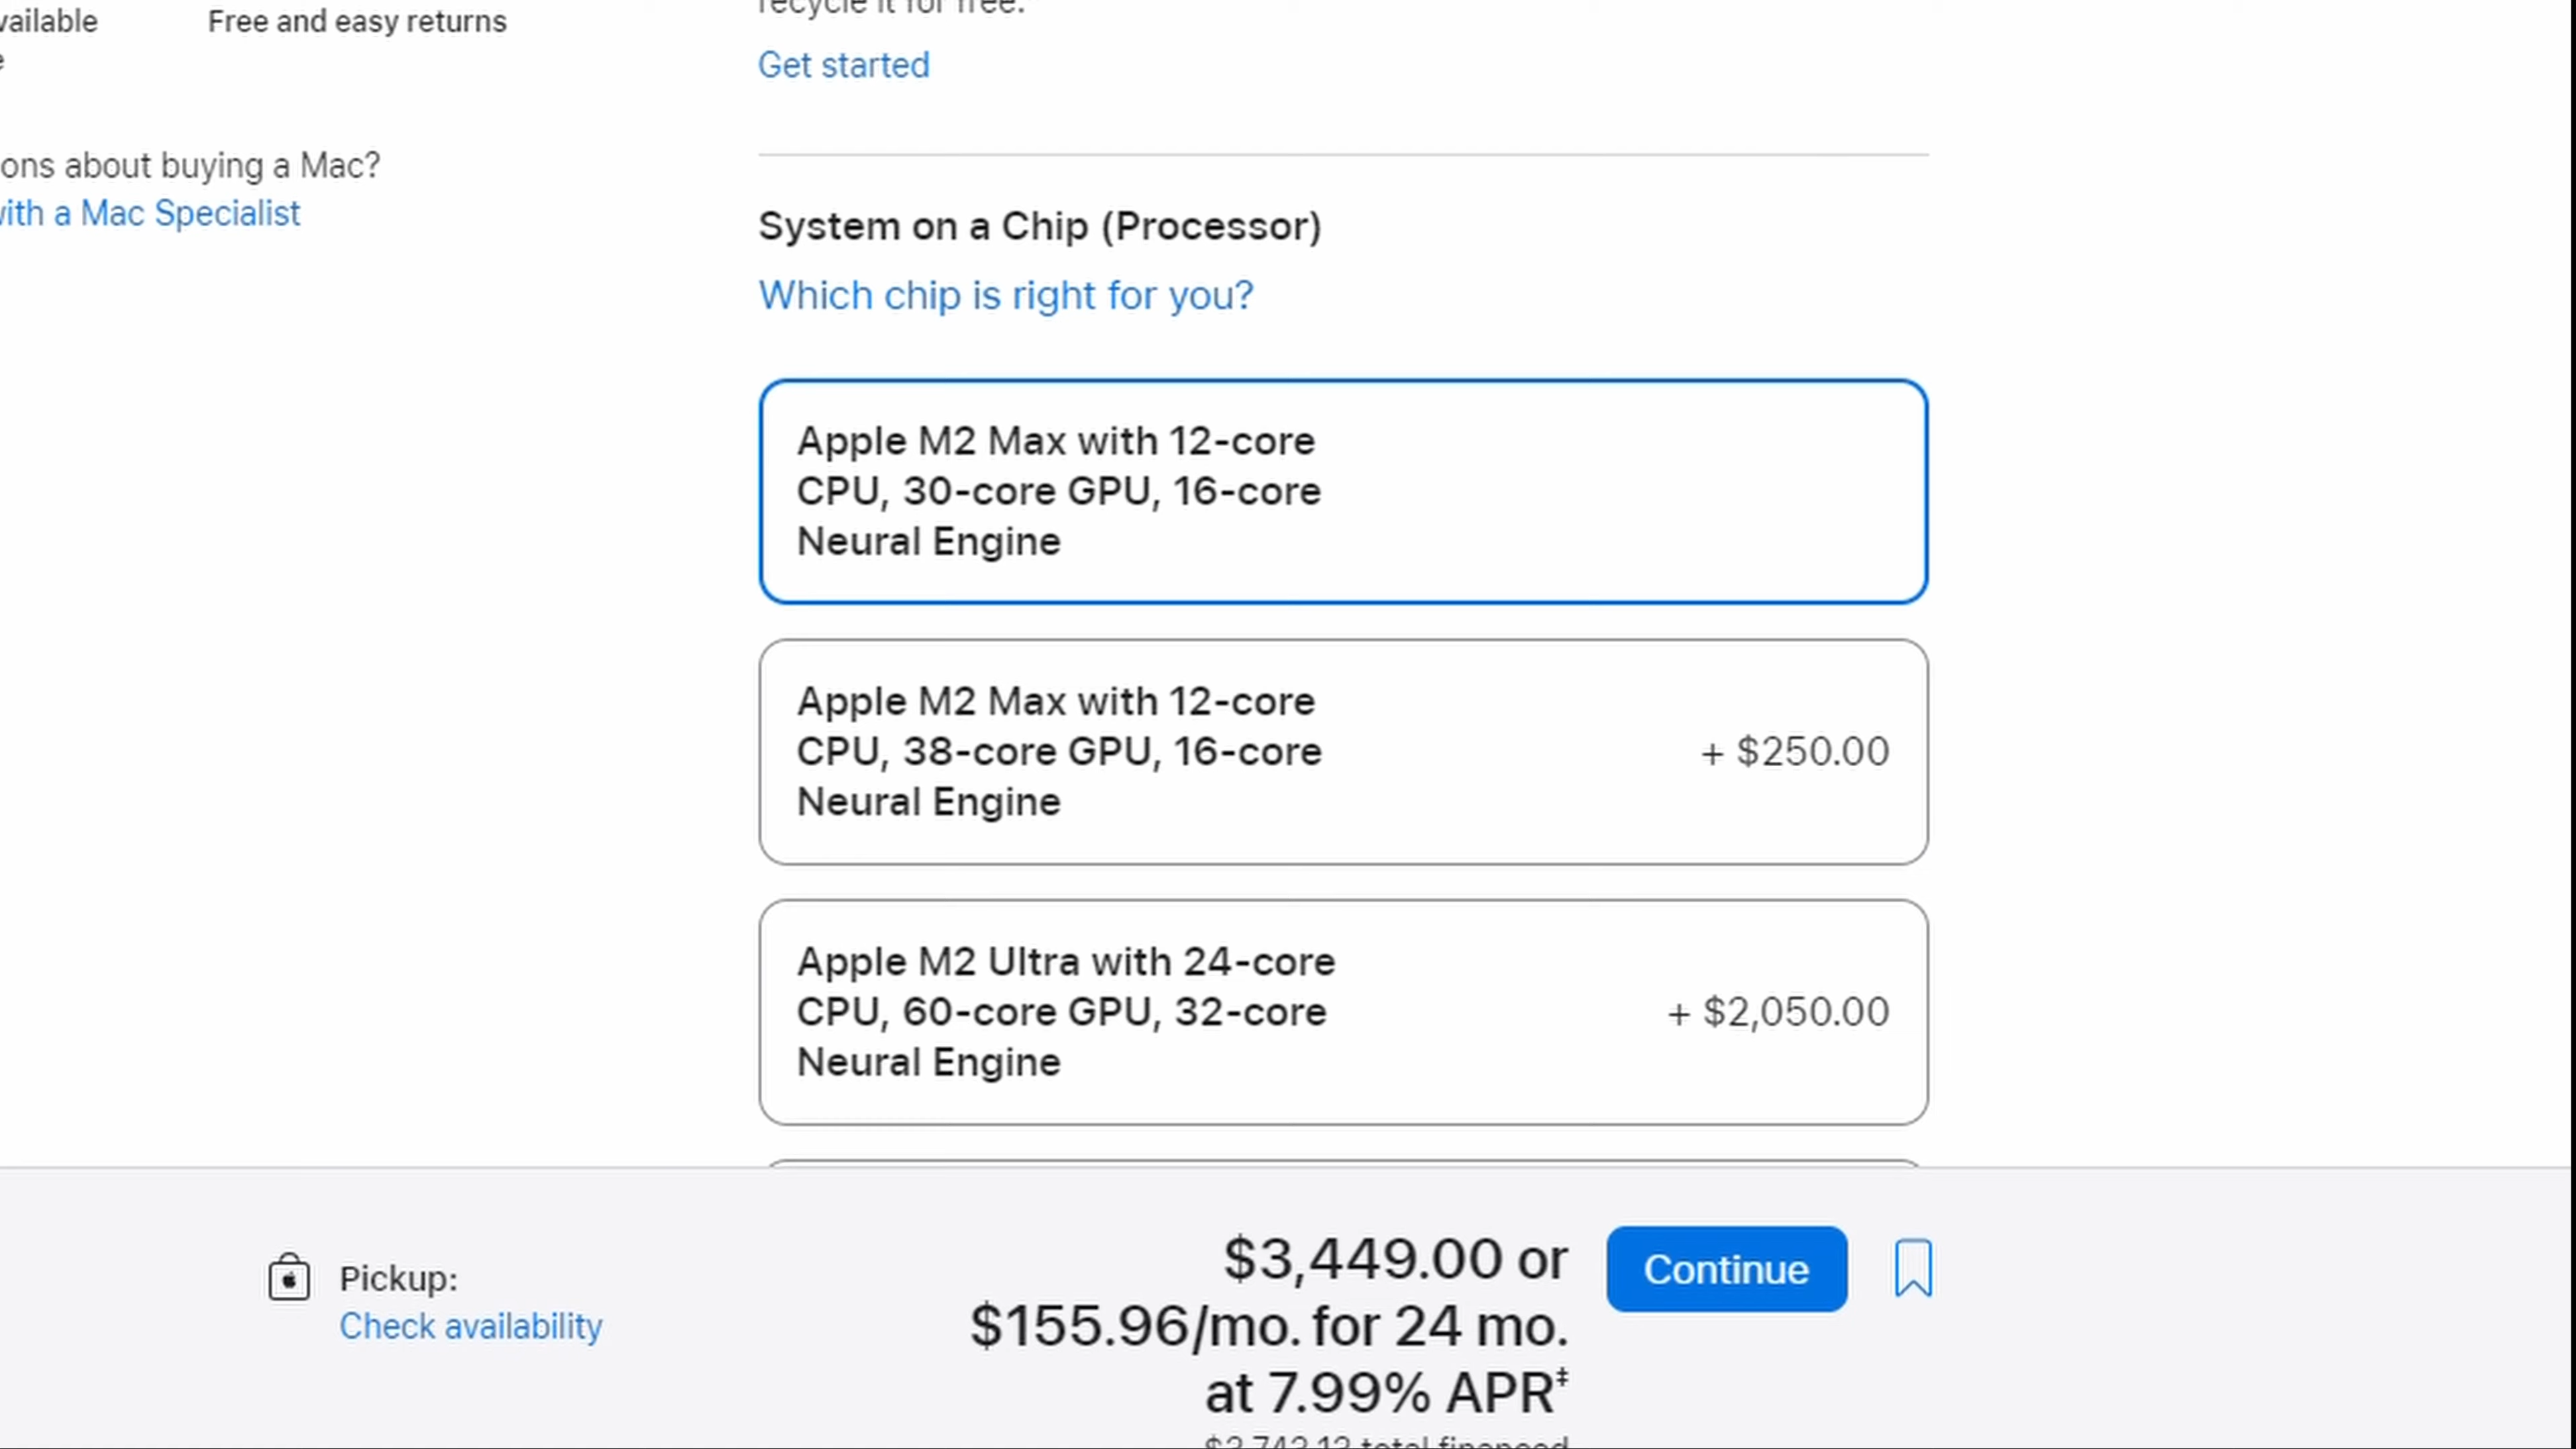 Free and easy returns
recycle it for free.
Get started
about buying a Mac?
a Mac Specialist
System on a Chip (Processor)
Which chip is right for you?
Apple M2 Max with 12-core
CPU, 30-core GPU, 16-core
Neural Engine
Apple M2 Max with 12-core
CPU, 38-core GPU, 16-core
Neural Engine
+ $250.00
Apple M2 Ultra with 24-core
CPU, 60-core GPU, 32-core
Neural Engine
+ $2,050.00
Pickup:
Check availability
$3,449.00 or
$155.96/mo. for 24 mo.
at 7.99% APR‡
Continue